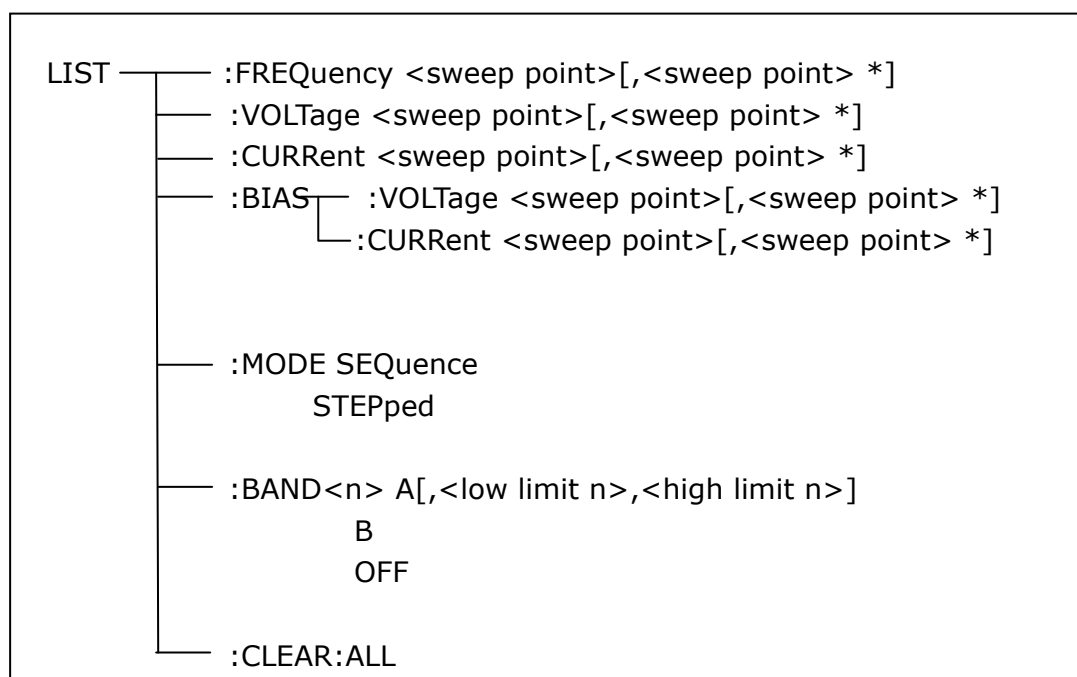 LIST :FREQuency <sweep point>[,<sweep point> *]
:VOLTage <sweep point>[,<sweep point> *]
:CURRent <sweep point>[,<sweep point> *]
:BIAS :VOLTage <sweep point>[,<sweep point> *]
:CURRent <sweep point>[,<sweep point> *]
:MODE SEQuence
STEPped
:BAND<n> A[,<low limit n>,<high limit n>]
B
OFF
:CLEAR:ALL